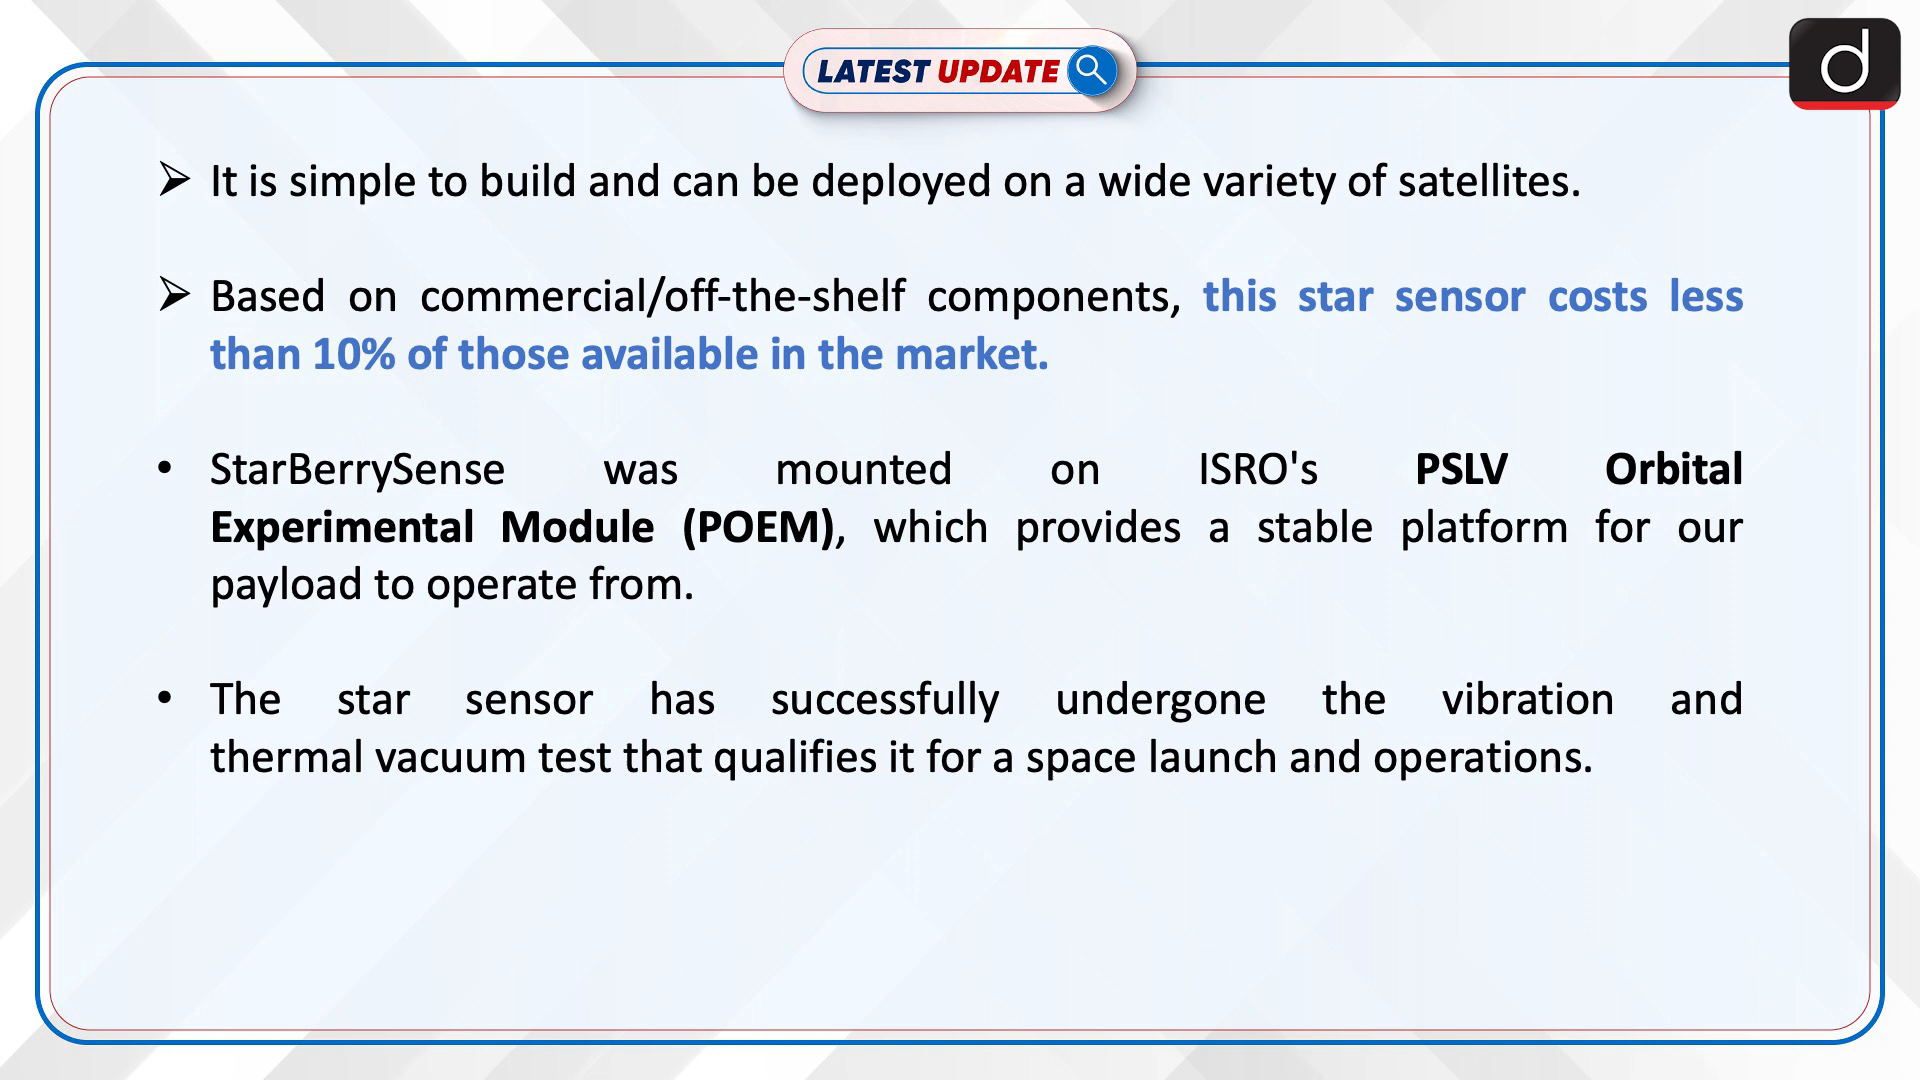 LATEST UPDATE
d
➢ It is simple to build and can be deployed on a wide variety of satellites.
➢ Based on commercial/off-the-shelf components, this star sensor costs less
than 10% of those available in the market.
• StarBerrySense was mounted on ISRO's PSLV Orbital
Experimental Module (POEM), which provides a stable platform for our
payload to operate from.
• The star sensor has successfully undergone the vibration and
thermal vacuum test that qualifies it for a space launch and operations.